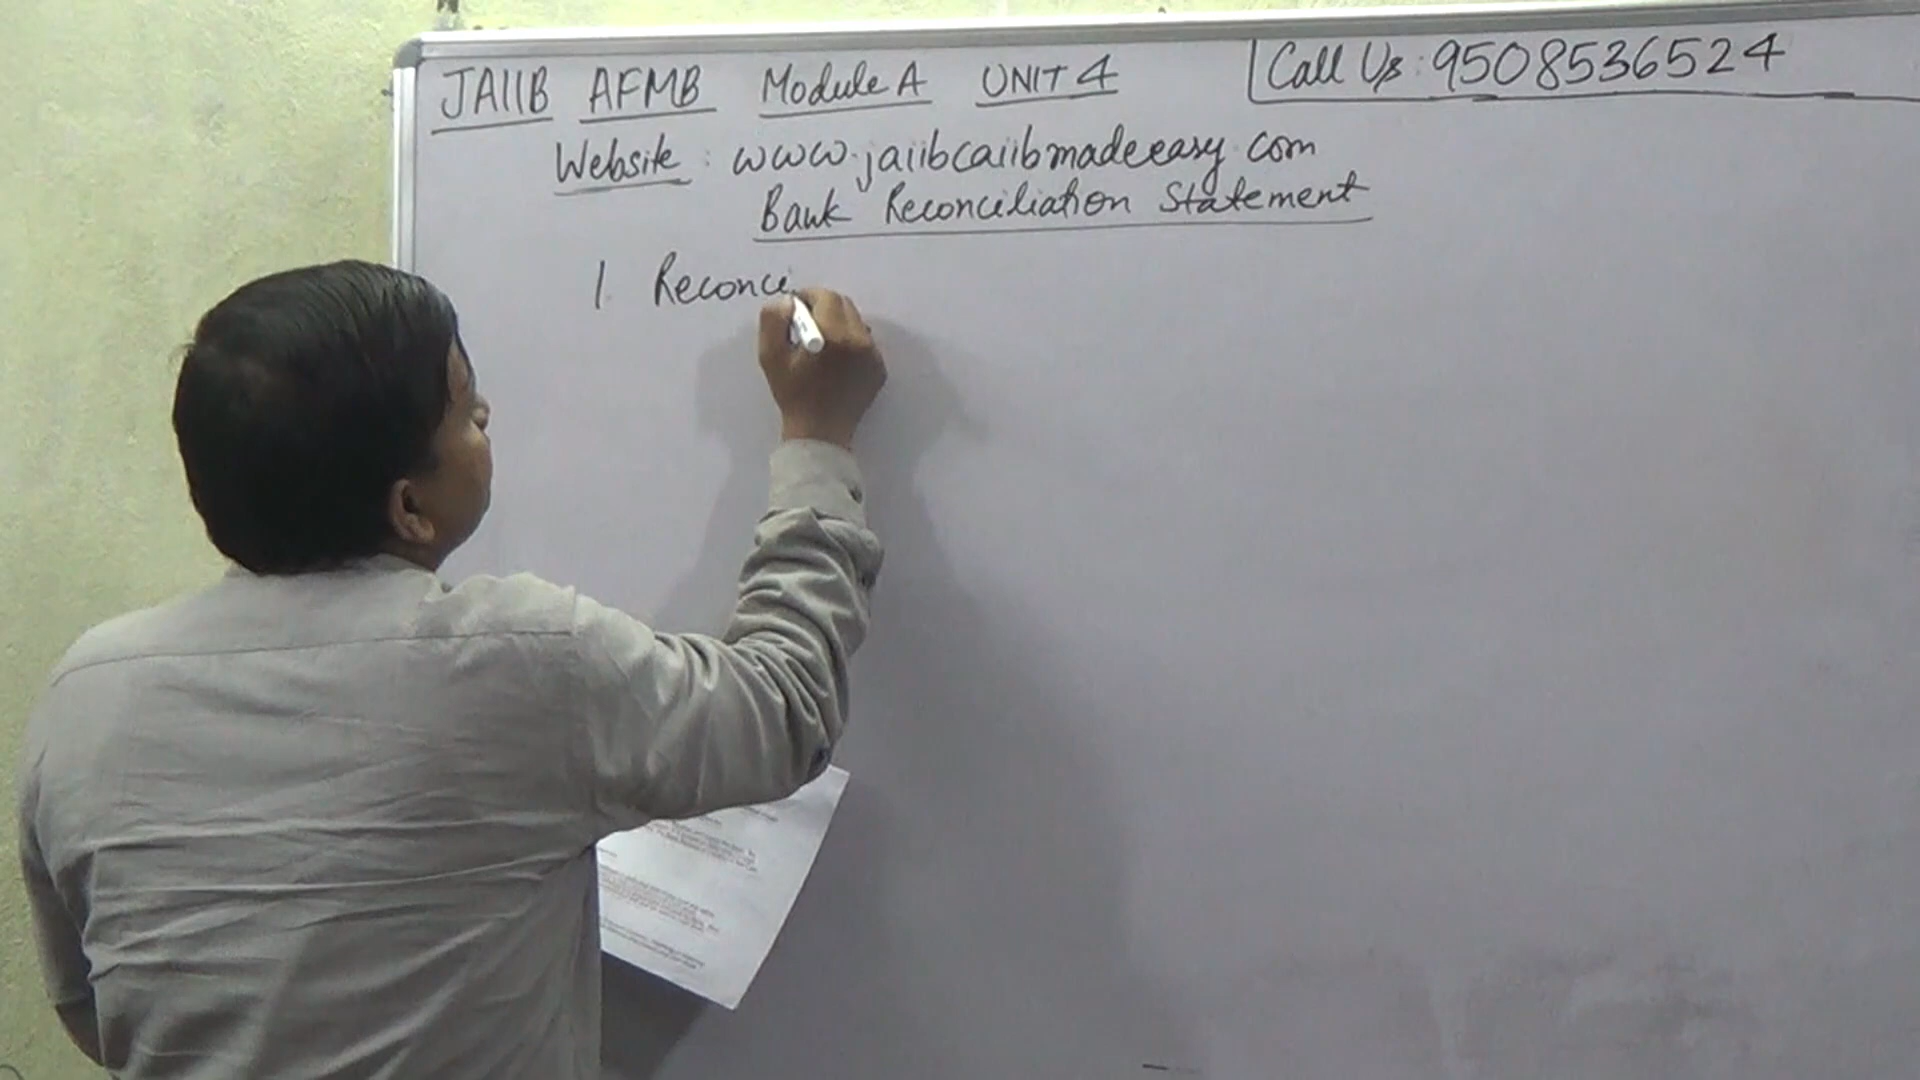 JAIIB AFMB Module A UNIT 4 Call Us: 9508536524
Website: www.jaiibcaiibmadeeasy.com
Bank Reconciliation Statement
1. Reconci